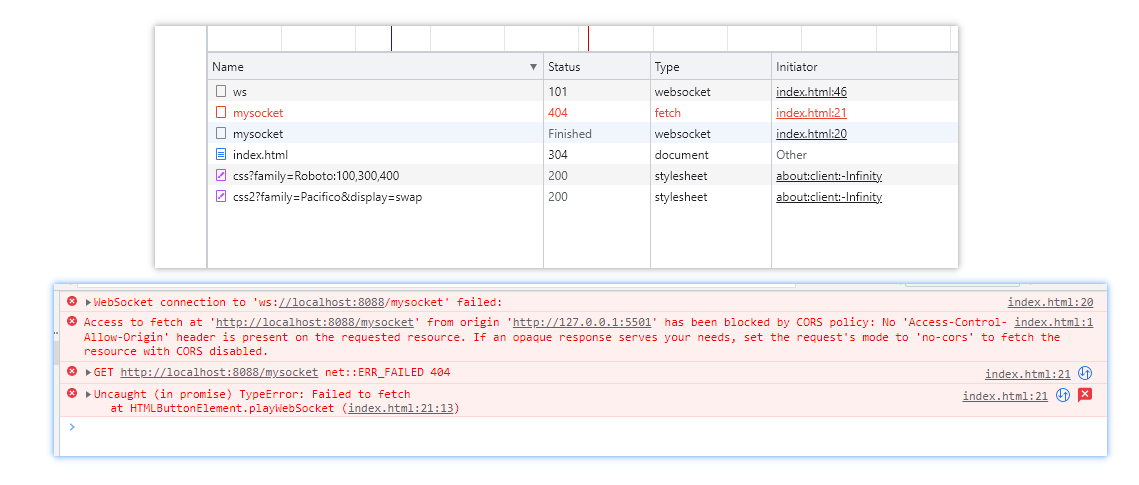 Name Status Type Initiator
ws 101 websocket index.html:46
mysocket 404 fetch index.html:21
mysocket Finished websocket index.html:20
index.html 304 document Other
css?family=Roboto:100,300,400 200 stylesheet about:client:-Infinity
css2?family=Pacifico&display=swap 200 stylesheet about:client:-Infinity
WebSocket connection to 'ws://localhost:8088/mysocket' failed: index.html:20
Access to fetch at 'http://localhost:8088/mysocket' from origin 'http://127.0.0.1:5501' has been blocked by CORS policy: No 'Access-Control- index.html:1
Allow-Origin' header is present on the requested resource. If an opaque response serves your needs, set the request's mode to 'no-cors' to fetch the
resource with CORS disabled.
GET http://localhost:8088/mysocket net::ERR_FAILED 404 index.html:21
Uncaught (in promise) TypeError: Failed to fetch index.html:21
at HTMLButtonElement.playWebSocket (index.html:21:13)